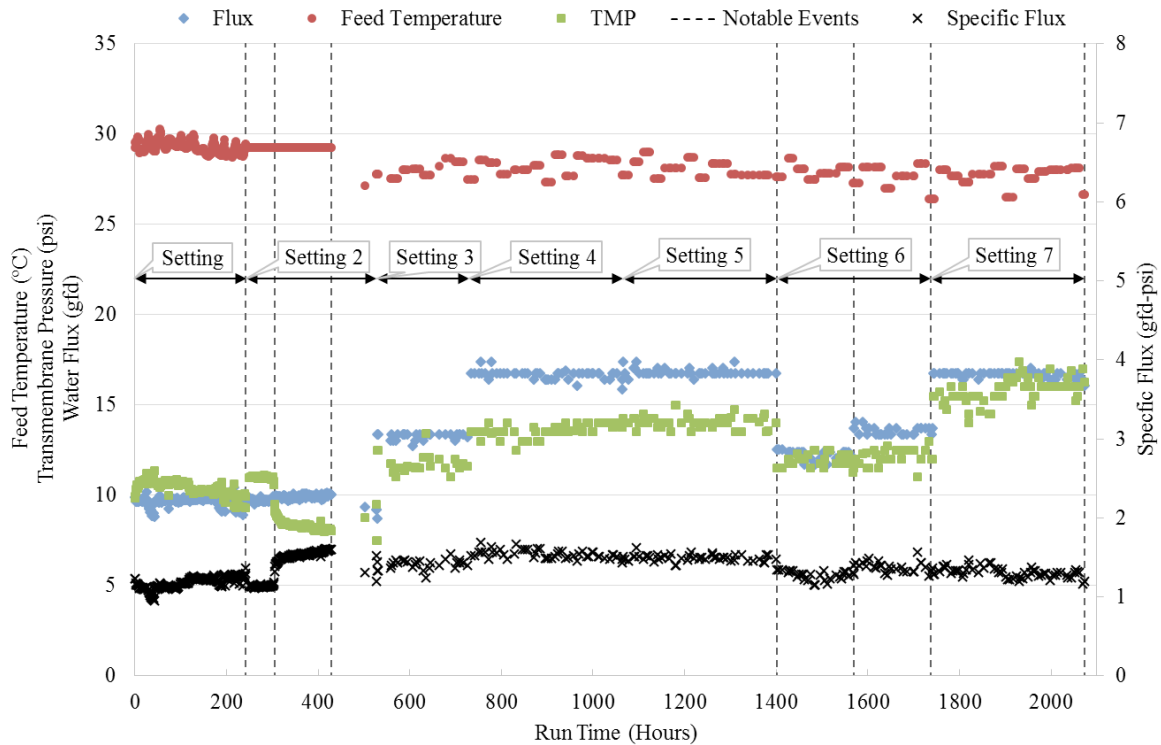 Flux Feed Temperature TMP Notable Events Specific Flux
Feed Temperature (°C)
Transmembrane Pressure (psi)
Water Flux (gfd)
35
30
25
20
15
10
5
0
Setting
Setting 2
Setting 3
Setting 4
Setting 5
Setting 6
Setting 7
8
7
6
5
4
3
2
1
0
Specfic Flux (gfd-psi)
0 200 400 600 800 1000 1200 1400 1600 1800 2000
Run Time (Hours)